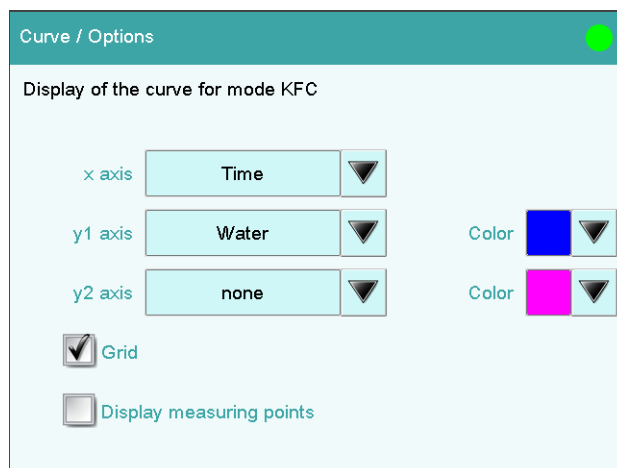 Curve / Options
Display of the curve for mode KFC
x axis Time
y1 axis Water Color
y2 axis none Color
Grid
Display measuring points